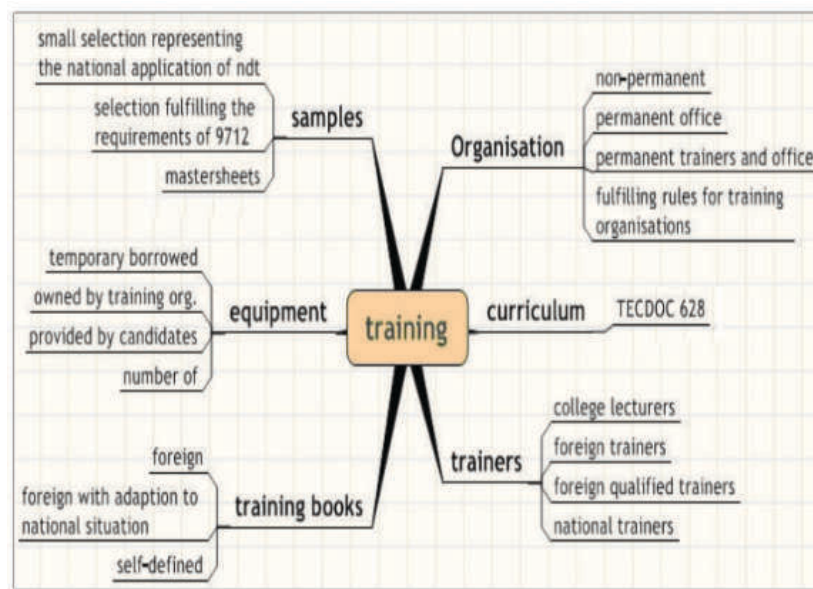 small selection representing
the national application of ndt
selection fulfilling the
requirements of 9712
mastersheets
samples
temporary borrowed
owned by training org.
provided by candidates
number of
equipment
foreign
foreign with adaption to
national situation
self-defined
training books
training
Organisation
non-permanent
permanent office
permanent trainers and office
fulfilling rules for training
organisations
curriculum
TECDOC 628
trainers
college lecturers
foreign trainers
foreign qualified trainers
national trainers